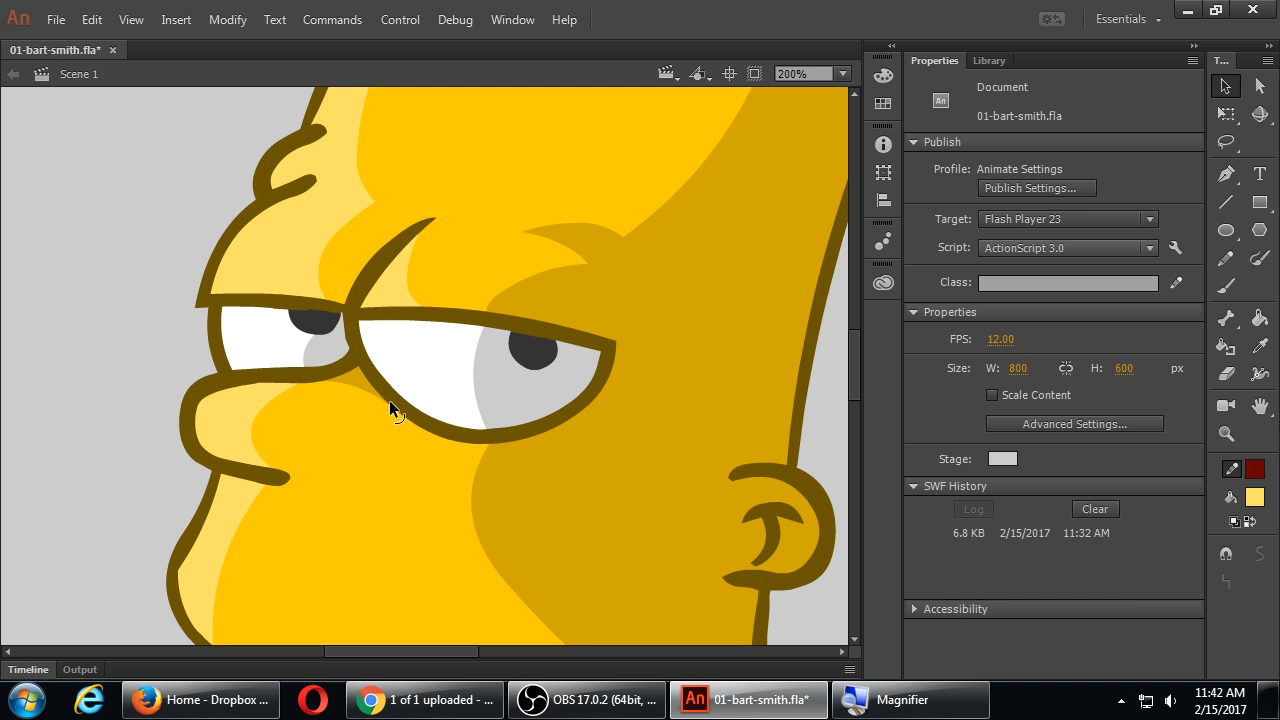 An File Edit View Insert Modify Text Commands Control Debug Window Help Essentials
01-bart-smith.fla* ×
Scene 1 200%
Properties Library T...
Document
An 01-bart-smith.fla
Publish
Profile: Animate Settings
Publish Settings...
Target: Flash Player 23
Script: ActionScript 3.0
Class:
Properties
FPS: 12.00
Size: W: 800 H: 600 px
Scale Content
Advanced Settings...
Stage:
SWF History
Log Clear
6.8 KB 2/15/2017 11:32 AM
Accessibility
Timeline Output
Home - Dropbox ... 1 of 1 uploaded - ... OBS 17.0.2 (64bit, ... An 01-bart-smith.fla* Magnifier
11:42 AM
2/15/2017